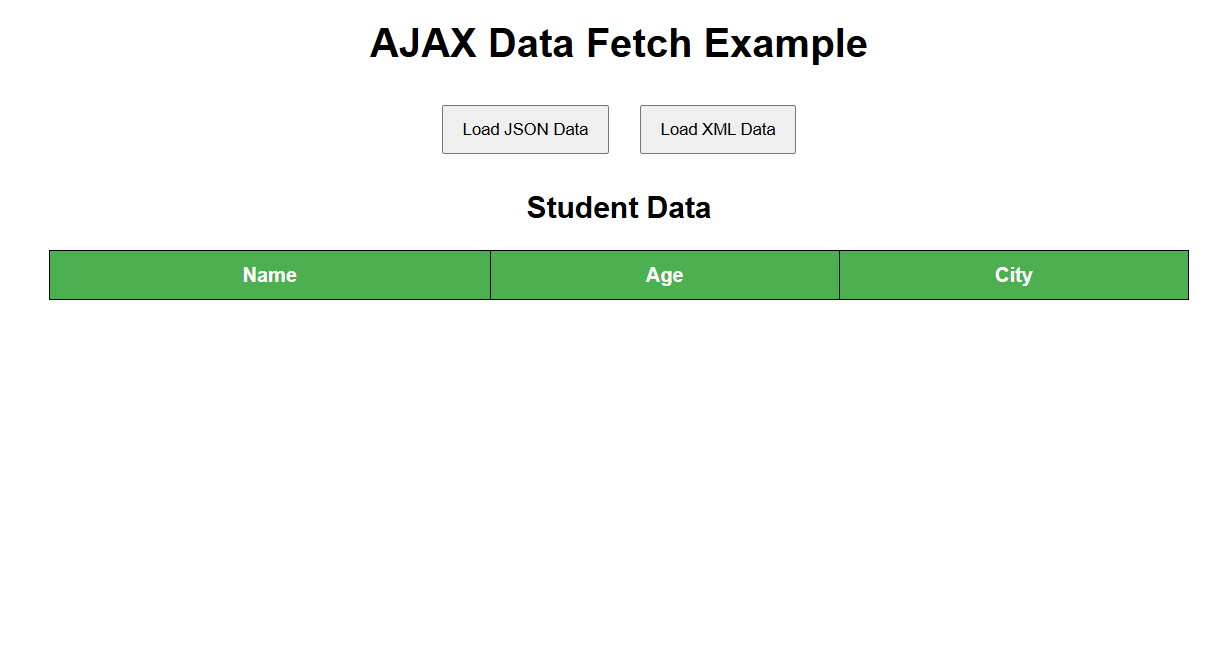 AJAX Data Fetch Example
Load JSON Data Load XML Data
Student Data
Name Age City